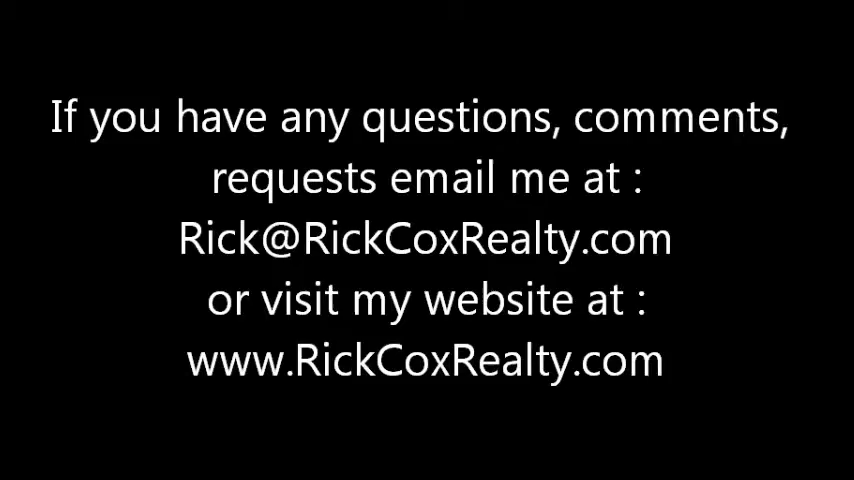 If you have any questions, comments,
requests email me at :
Rick@RickCoxRealty.com
or visit my website at :
www.RickCoxRealty.com